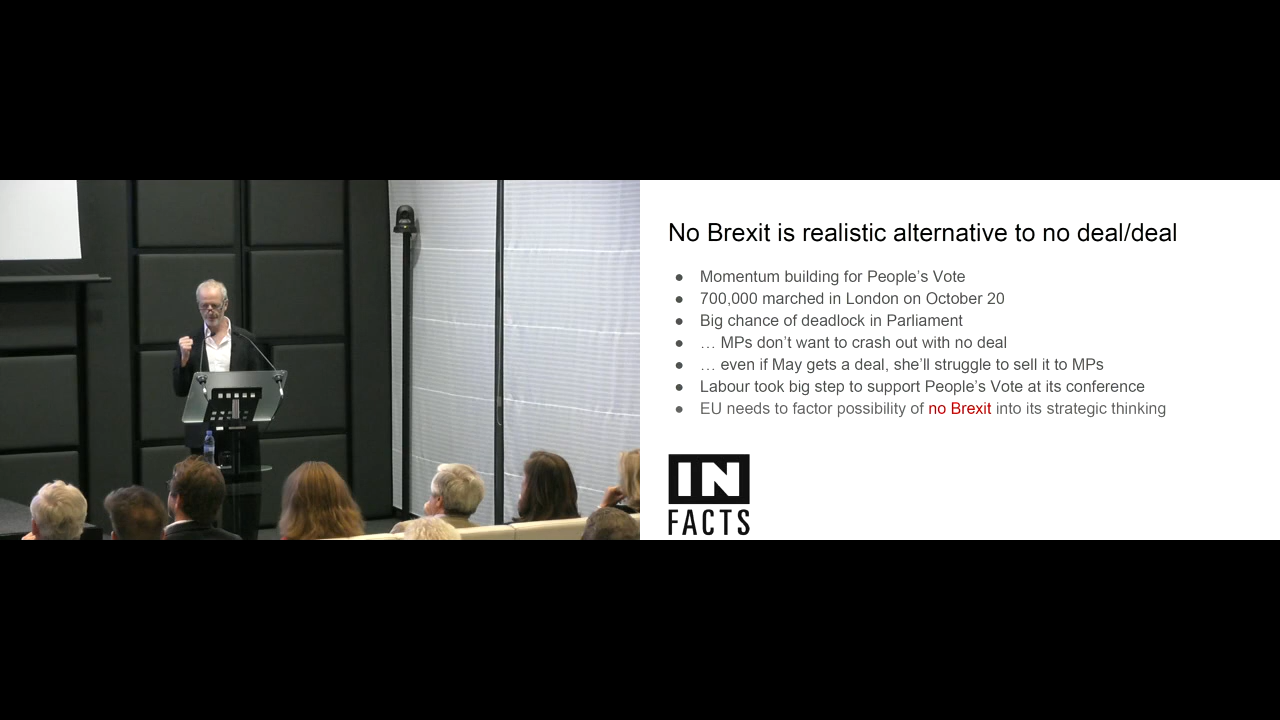 No Brexit is realistic alternative to no deal/deal
● Momentum building for People's Vote
● 700,000 marched in London on October 20
● Big chance of deadlock in Parliament
● … MPs don't want to crash out with no deal
● … even if May gets a deal, she'll struggle to sell it to MPs
● Labour took big step to support People's Vote at its conference
● EU needs to factor possibility of no Brexit into its strategic thinking
IN
FACTS